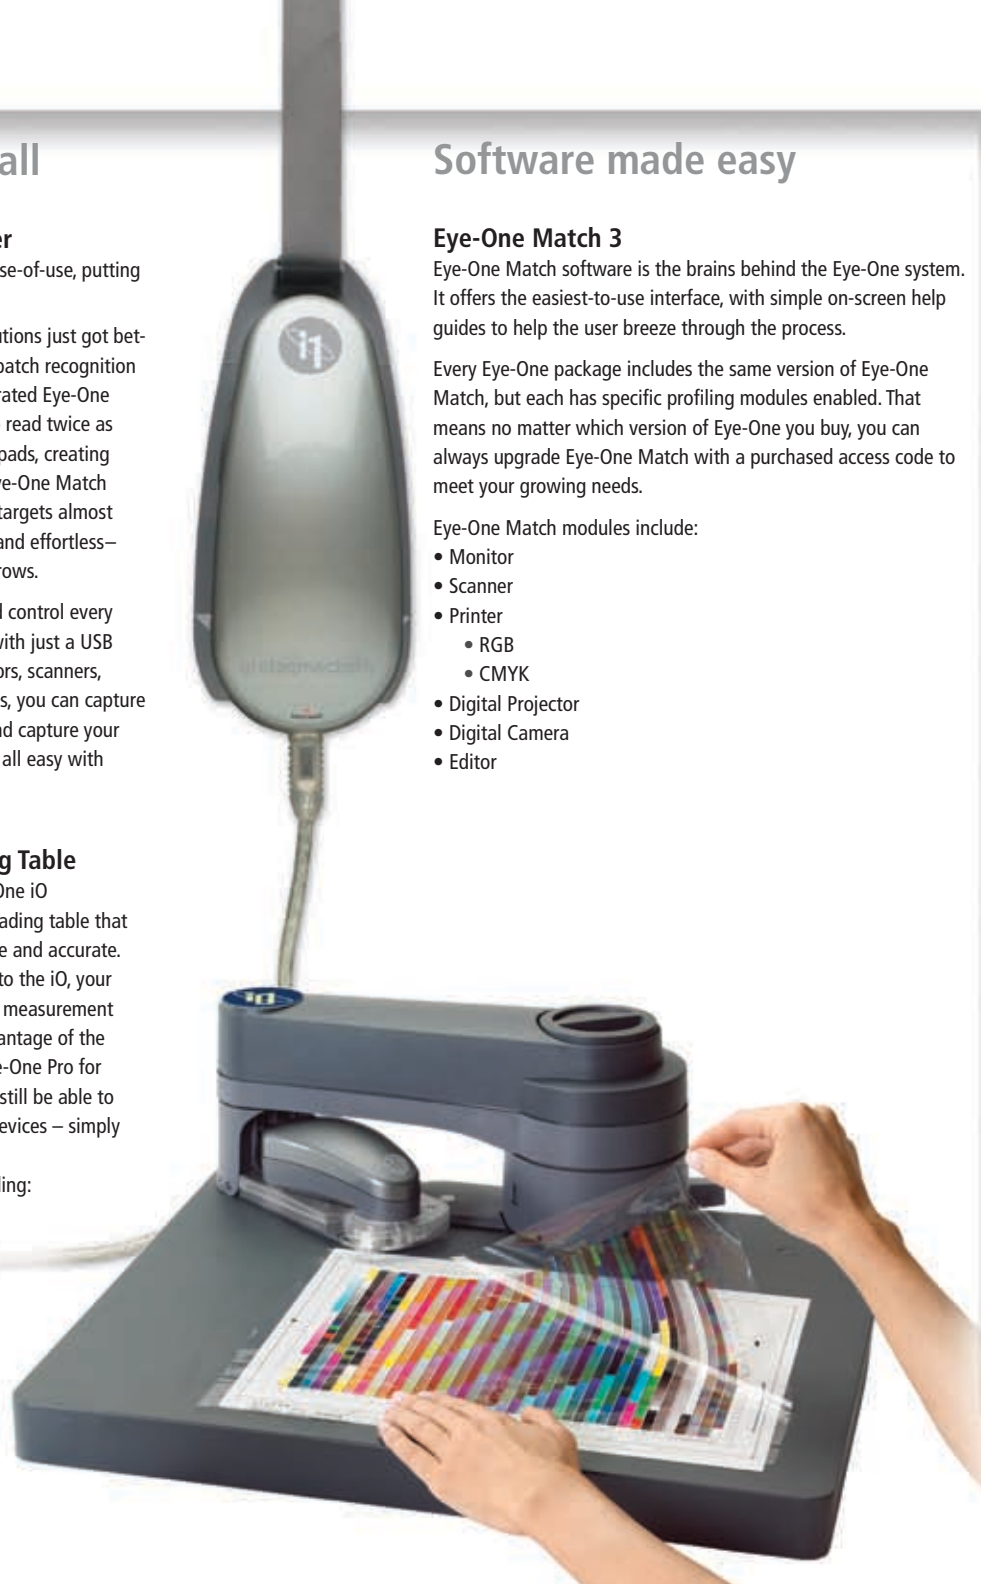 all
er
se-of-use, putting
utions just got bet-
patch recognition
rated Eye-One
read twice as
pads, creating
ye-One Match
targets almost
and effortless–
rows.
d control every
with just a USB
ors, scanners,
s, you can capture
nd capture your
all easy with
g Table
One iO
ading table that
e and accurate.
to the iO, your
measurement
vantage of the
e-One Pro for
still be able to
evices – simply
ling:
i1
iO
Software made easy
Eye-One Match 3
Eye-One Match software is the brains behind the Eye-One system.
It offers the easiest-to-use interface, with simple on-screen help
guides to help the user breeze through the process.
Every Eye-One package includes the same version of Eye-One
Match, but each has specific profiling modules enabled. That
means no matter which version of Eye-One you buy, you can
always upgrade Eye-One Match with a purchased access code to
meet your growing needs.
Eye-One Match modules include:
• Monitor
• Scanner
• Printer
• RGB
• CMYK
• Digital Projector
• Digital Camera
• Editor